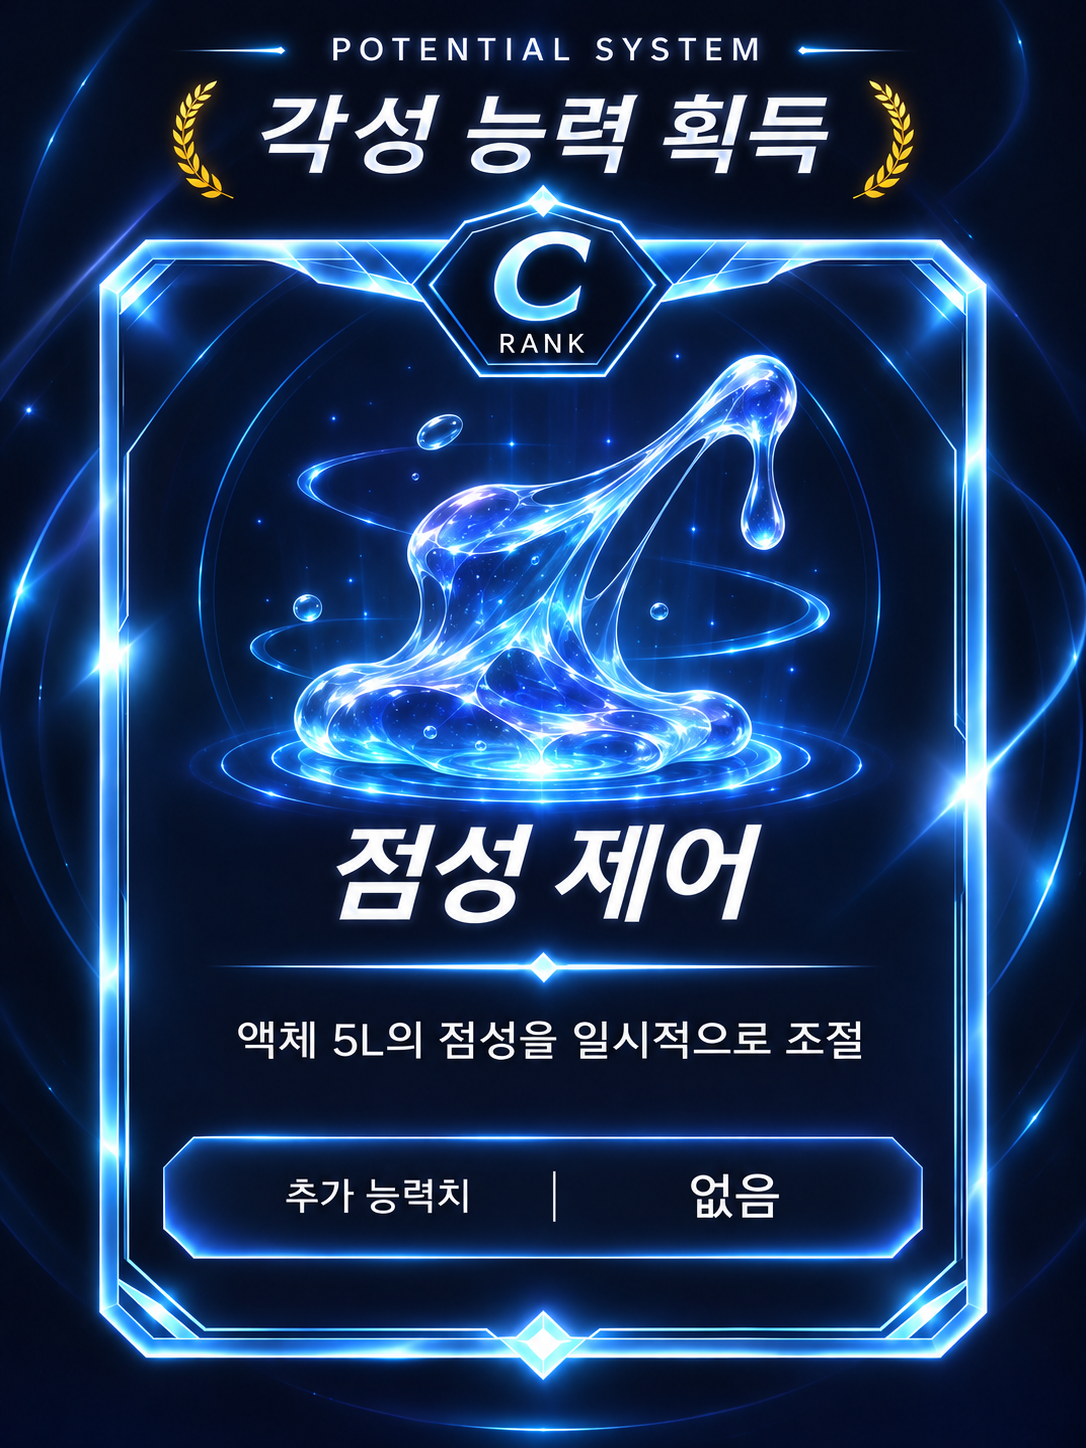 POTENTIAL SYSTEM
각성 능력 획득
C
RANK
점성 제어
액체 5L의 점성을 일시적으로 조절
추가 능력치 | 없음